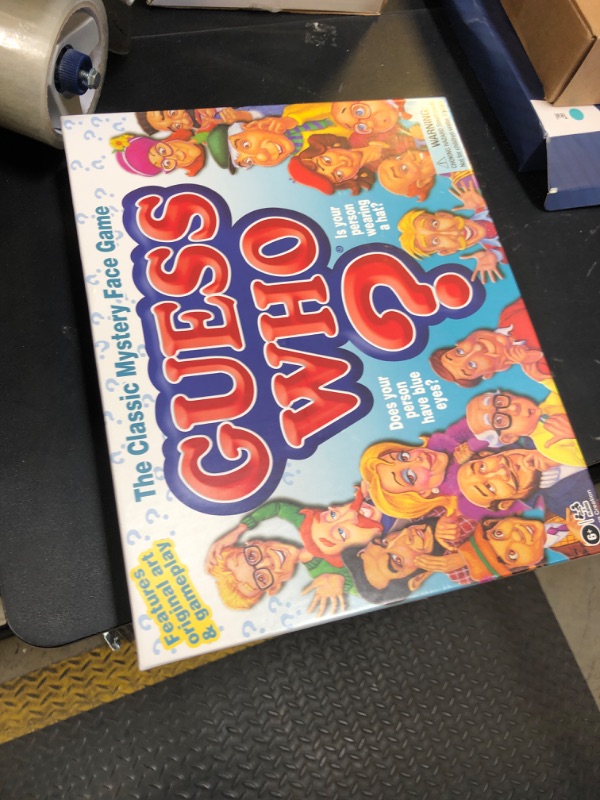 The Classic Mystery Face Game
GUESS
WHO
?
®
Is your
person
wearing
a hat?
Does your
person
have blue
eyes?
Features
original art
& gameplay!
WARNING:
6+